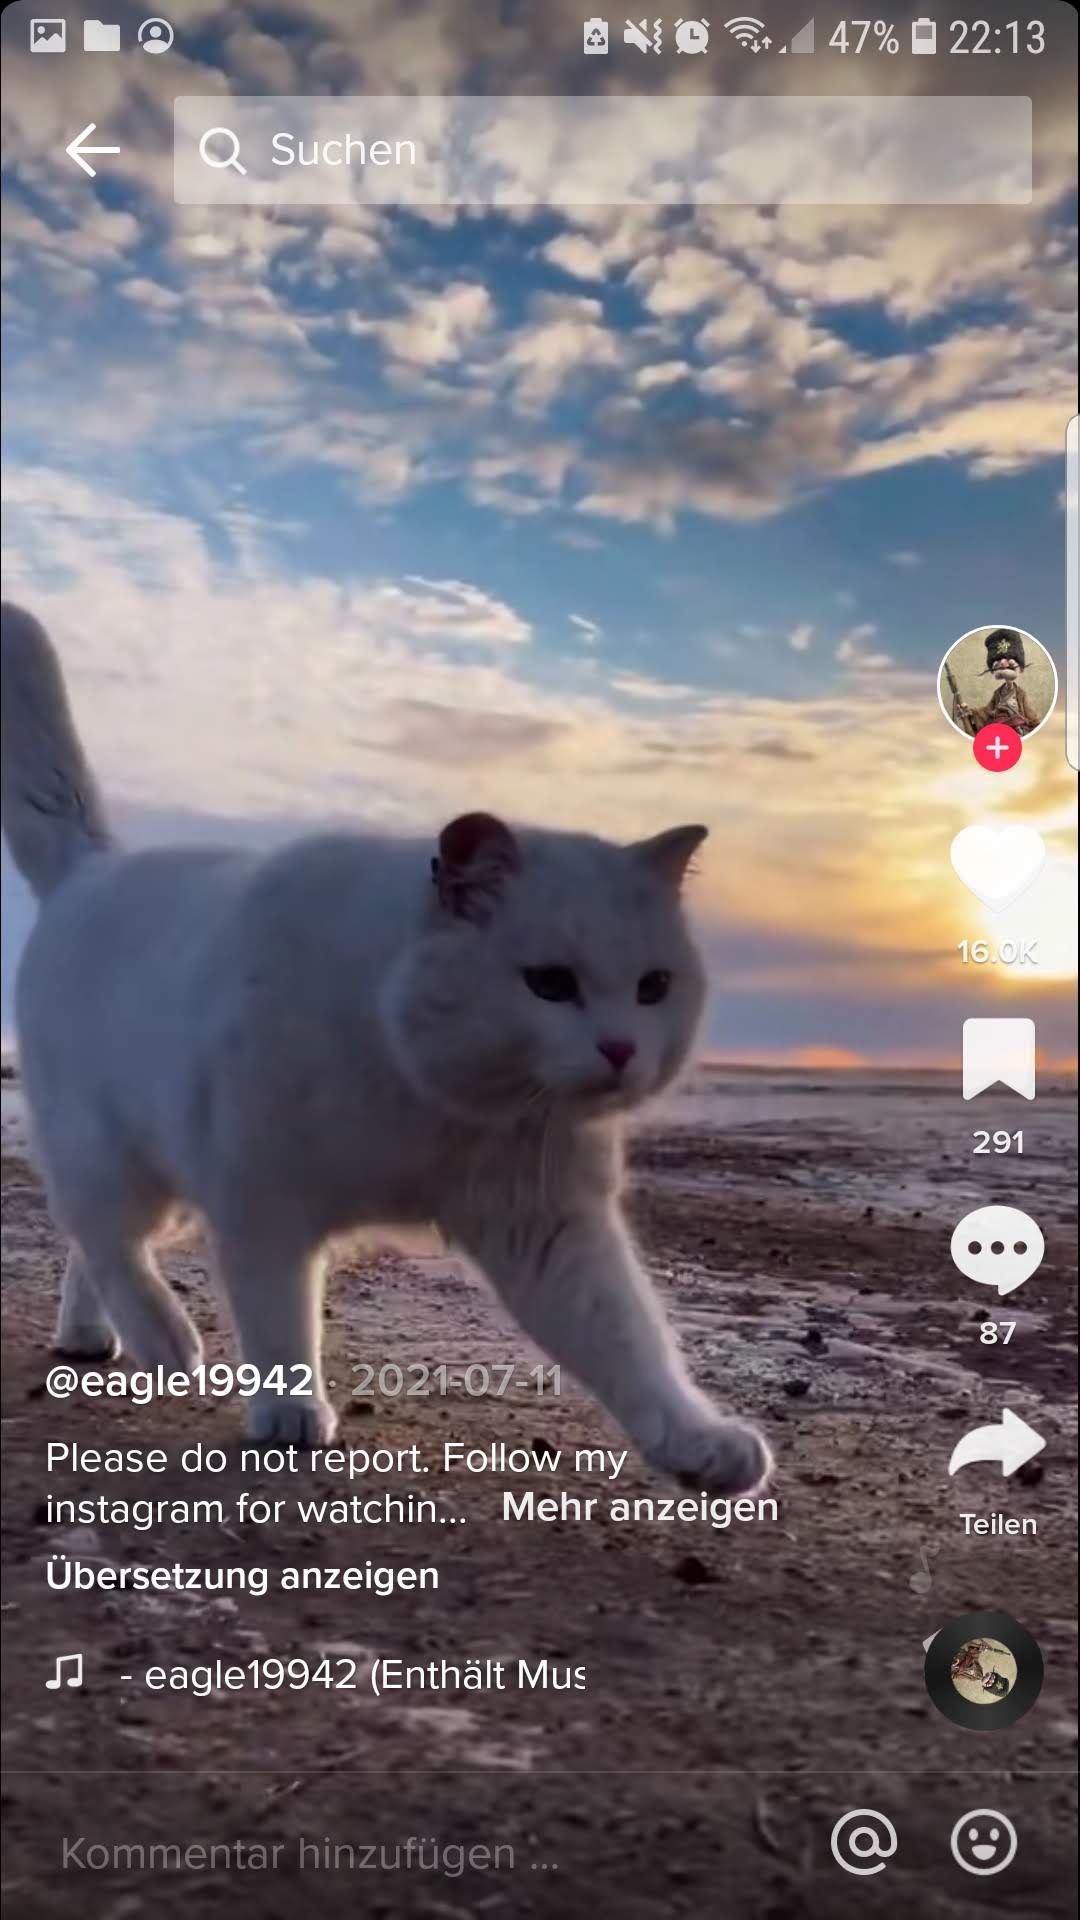 47% 22:13
Suchen
16.0K
291
87
@eagle19942 · 2021-07-11
Please do not report. Follow my
instagram for watchin... Mehr anzeigen
Teilen
Übersetzung anzeigen
- eagle19942 (Enthält Mus
Kommentar hinzufügen ...